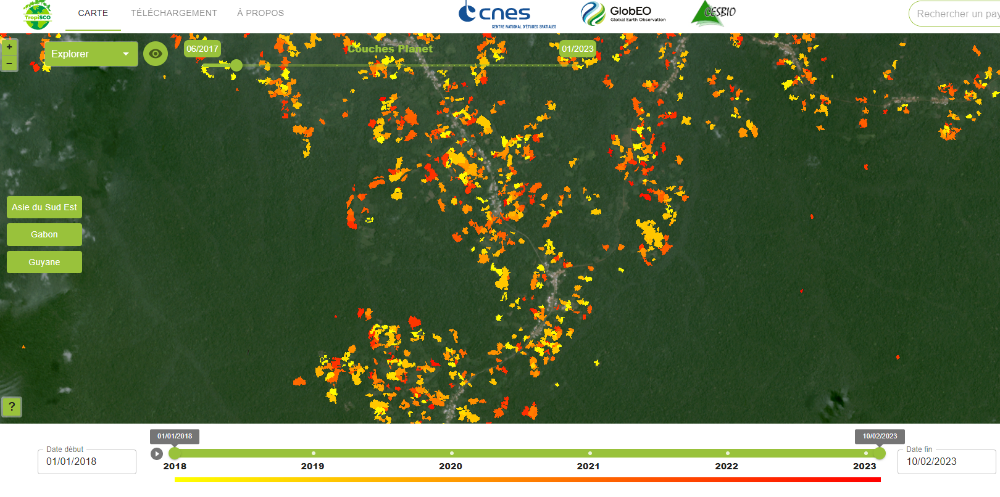 TropiSCO
CARTE
TÉLÉCHARGEMENT
À PROPOS
cnes
CENTRE NATIONAL D'ÉTUDES SPATIALES
GlobEO
Global Earth Observation
CESBIO
Rechercher un pay
+
−
Explorer
06/2017
Couches Planet
01/2023
Asie du Sud Est
Gabon
Guyane
?
01/01/2018
10/02/2023
Date début
01/01/2018
Date fin
10/02/2023
2018
2019
2020
2021
2022
2023